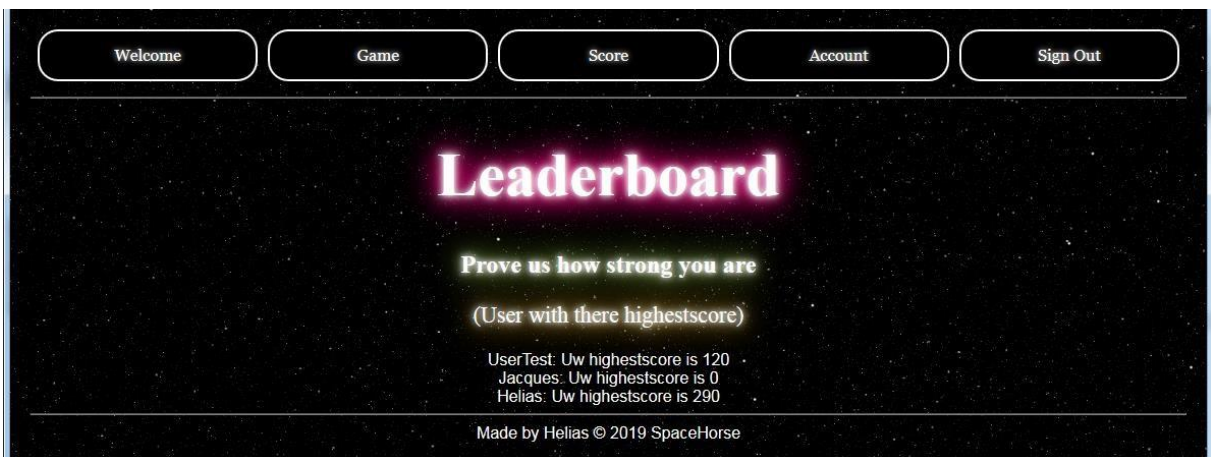 Welcome Game Score Account Sign Out
Leaderboard
Prove us how strong you are
(User with there highestscore)
UserTest: Uw highestscore is 120
Jacques: Uw highestscore is 0
Helias: Uw highestscore is 290
Made by Helias © 2019 SpaceHorse